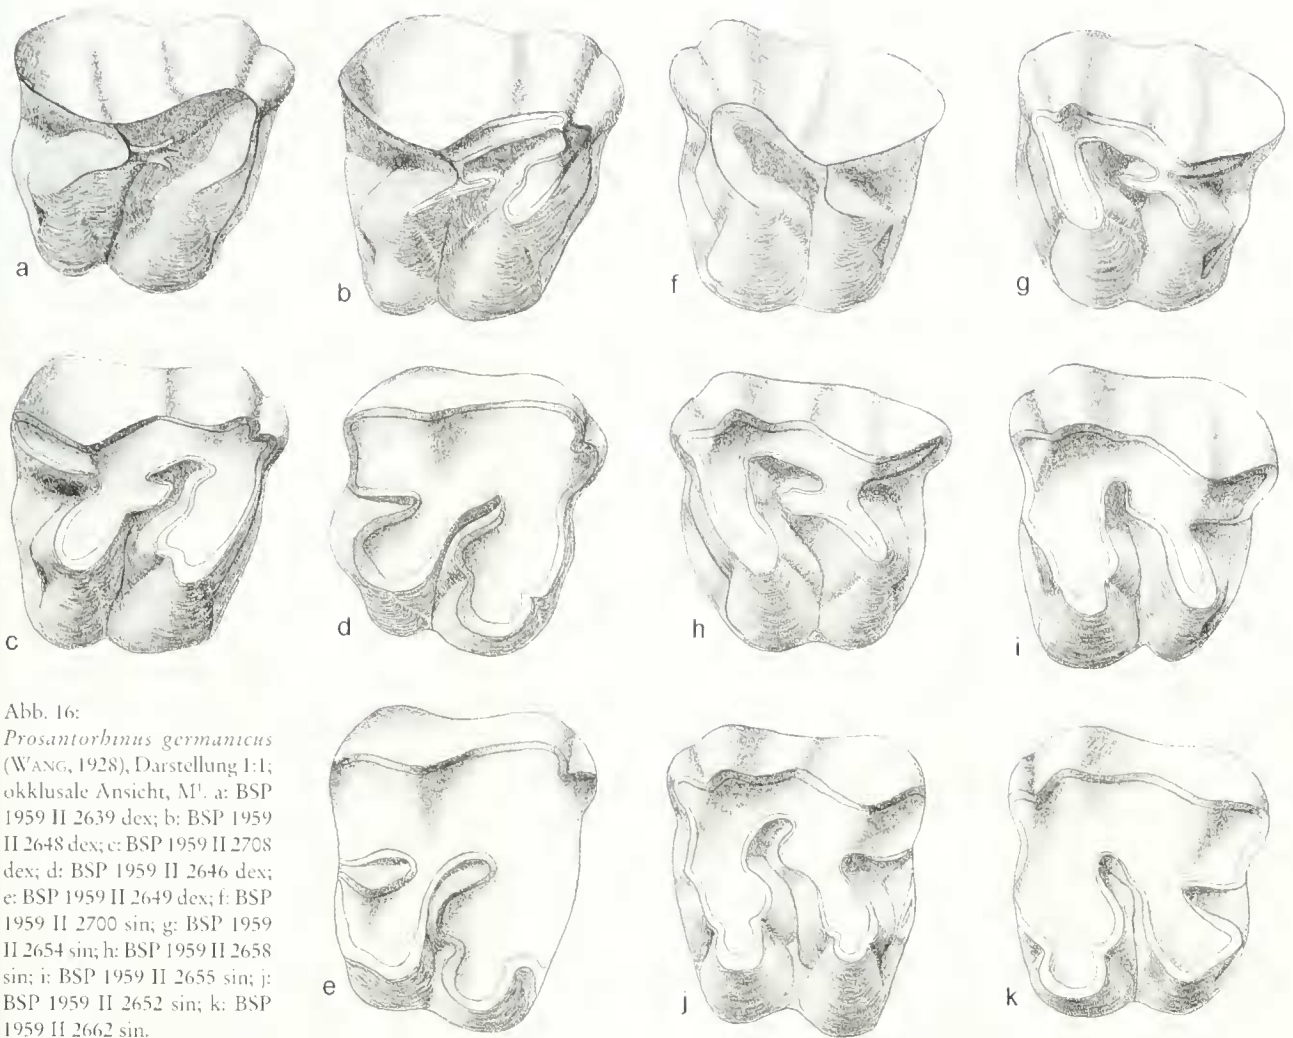 a
b
f
g
c
d
h
i
Abb. 16:
Prosantorhinus germanicus
(WANG, 1928), Darstellung 1:1;
okklusale Ansicht, M¹. a: BSP
1959 II 2639 dex; b: BSP 1959
II 2648 dex; c: BSP 1959 II 2708
dex; d: BSP 1959 II 2646 dex;
e: BSP 1959 II 2649 dex; f: BSP
1959 II 2700 sin; g: BSP 1959
II 2654 sin; h: BSP 1959 II 2658
sin; i: BSP 1959 II 2655 sin; j:
BSP 1959 II 2652 sin; k: BSP
1959 II 2662 sin.
e
j
k